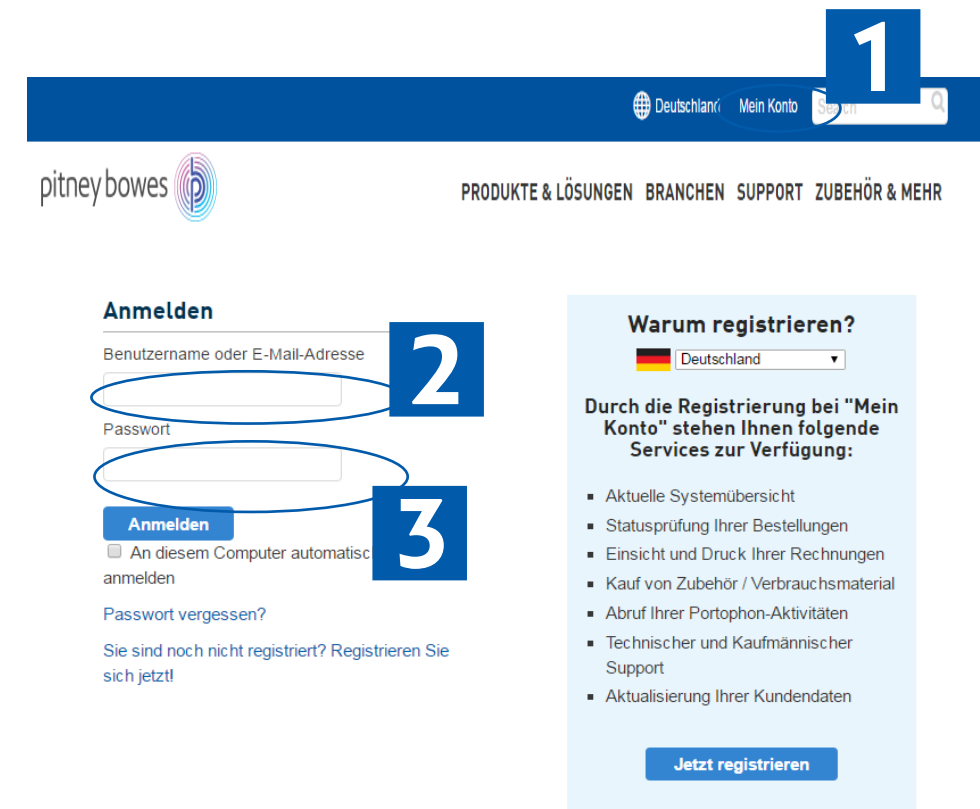 1
Deutschland Mein Konto Search
pitney bowes
PRODUKTE & LÖSUNGEN BRANCHEN SUPPORT ZUBEHÖR & MEHR
Anmelden
Benutzername oder E-Mail-Adresse
2
Passwort
3
Anmelden
An diesem Computer automatisc
anmelden
Passwort vergessen?
Sie sind noch nicht registriert? Registrieren Sie
sich jetzt!
Warum registrieren?
Deutschland
Durch die Registrierung bei "Mein
Konto" stehen Ihnen folgende
Services zur Verfügung:
Aktuelle Systemübersicht
Statusprüfung Ihrer Bestellungen
Einsicht und Druck Ihrer Rechnungen
Kauf von Zubehör / Verbrauchsmaterial
Abruf Ihrer Portophon-Aktivitäten
Technischer und Kaufmännischer
Support
Aktualisierung Ihrer Kundendaten
Jetzt registrieren